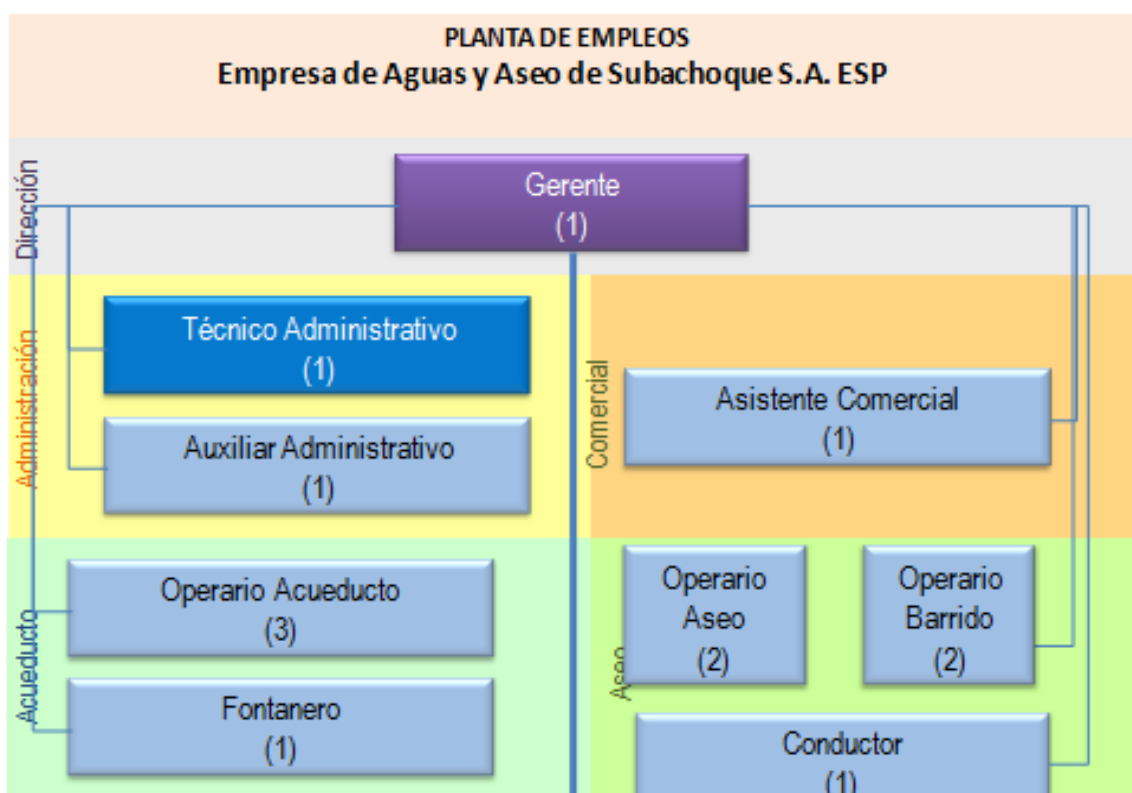 PLANTA DE EMPLEOS
Empresa de Aguas y Aseo de Subachoque S.A. ESP
Dirección
Gerente
(1)
Administración
Técnico Administrativo
(1)
Auxiliar Administrativo
(1)
Comercial
Asistente Comercial
(1)
Acueducto
Operario Acueducto
(3)
Fontanero
(1)
Aseo
Operario
Aseo
(2)
Operario
Barrido
(2)
Conductor
(1)